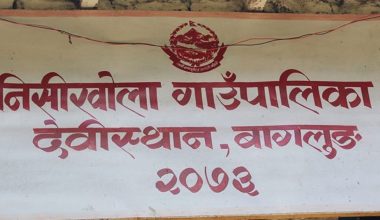 निसीखोला गाउँपालिका
देवीस्थान, बागलुङ
२०७३